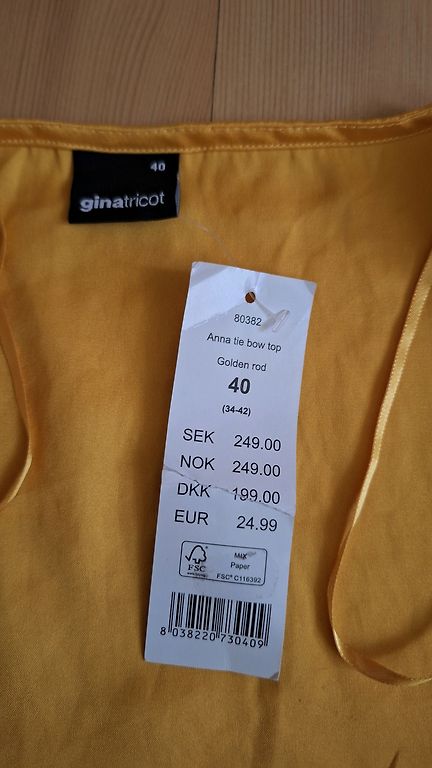 40
ginatricot
80382
Anna tie bow top
Golden rod
40
(34-42)
SEK 249.00
NOK 249.00
DKK 199.00
EUR 24.99
FSC
MIX
Paper
FSC® C116392
8 038220 730409